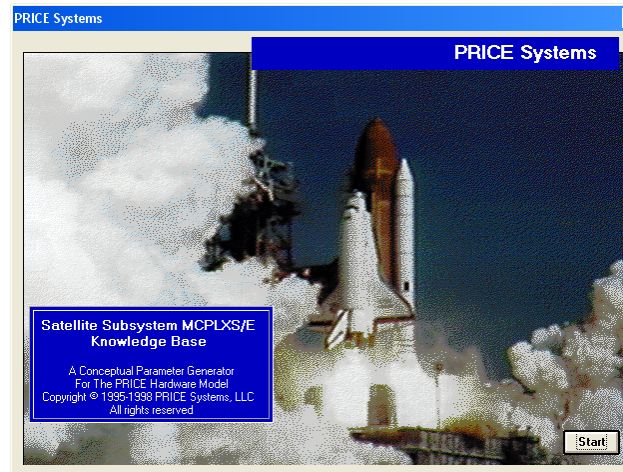 PRICE Systems
PRICE Systems
Satellite Subsystem MCPLXS/E
Knowledge Base
A Conceptual Parameter Generator
For The PRICE Hardware Model
Copyright © 1995-1998 PRICE Systems, LLC
All rights reserved
Start